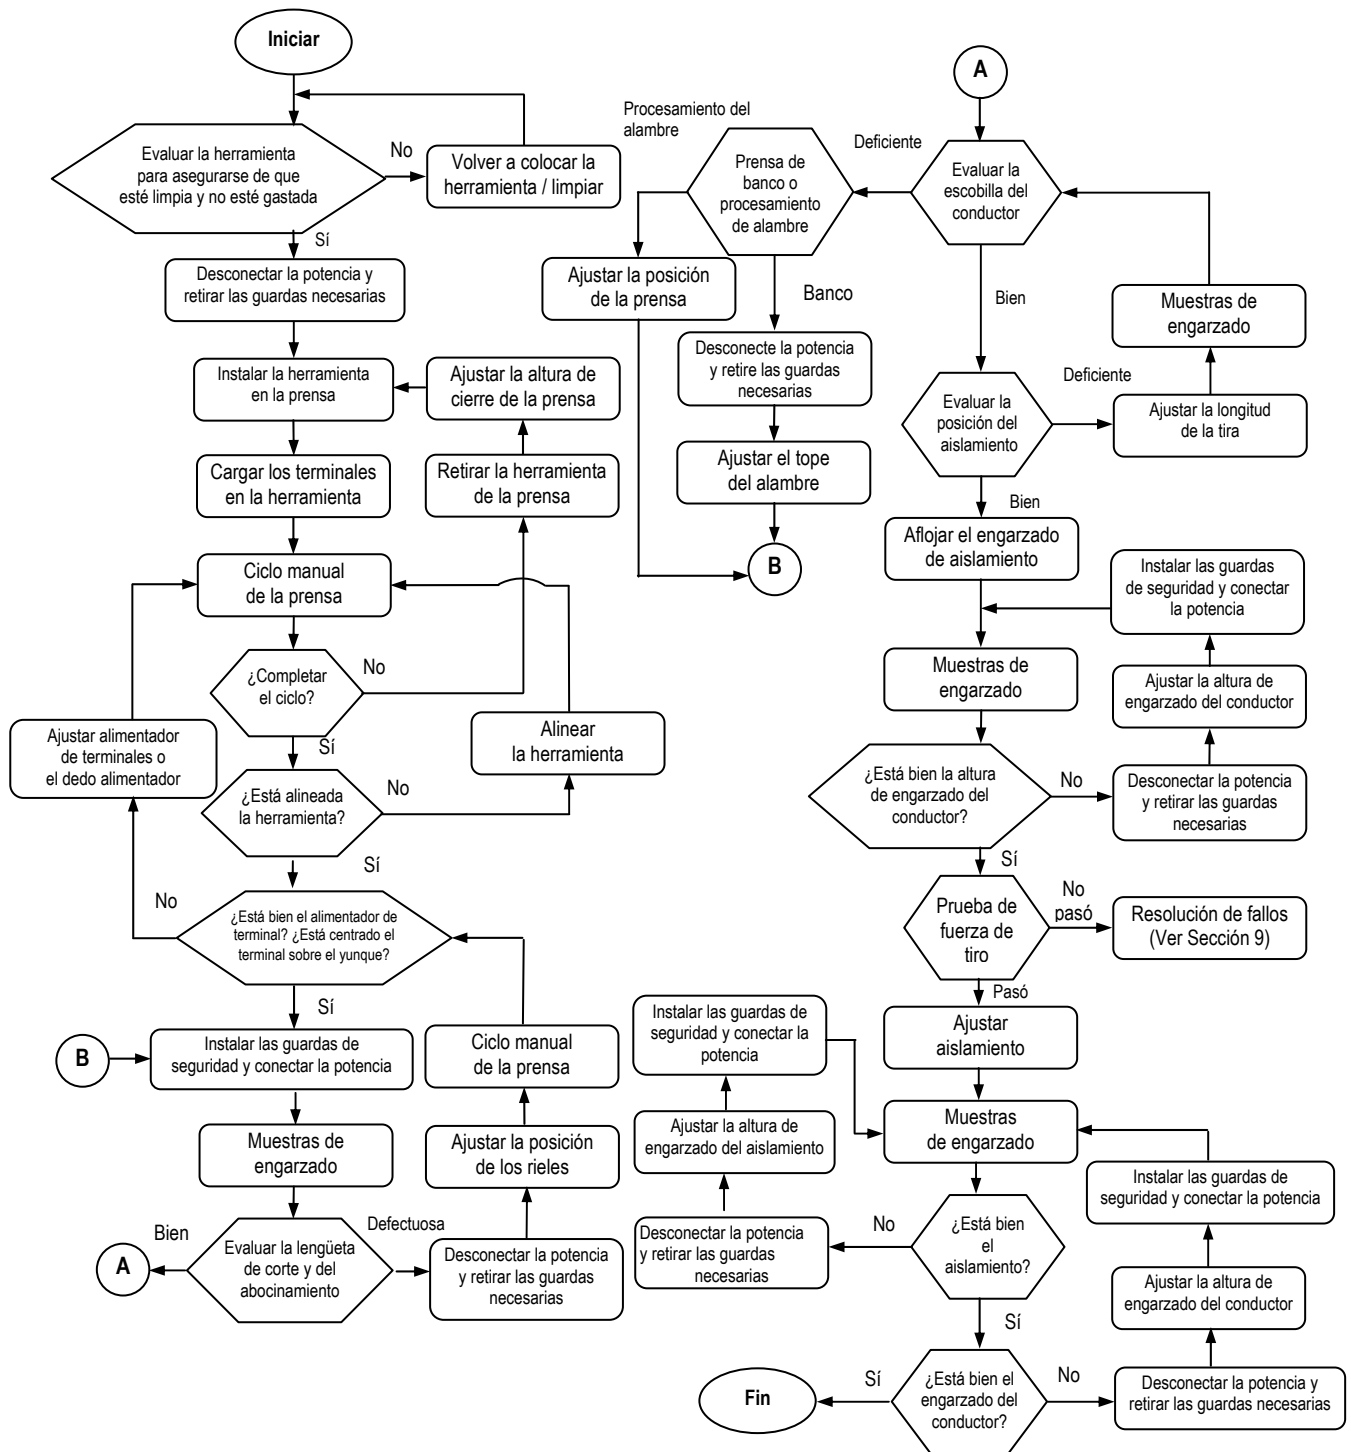 Iniciar
Evaluar la herramienta
para asegurarse de que
esté limpia y no esté gastada
No
Volver a colocar la
herramienta / limpiar
Sí
Desconectar la potencia y
retirar las guardas necesarias
Instalar la herramienta
en la prensa
Ajustar la altura de
cierre de la prensa
Cargar los terminales
en la herramienta
Retirar la herramienta
de la prensa
Ciclo manual
de la prensa
¿Completar
el ciclo?
No
Sí
Ajustar alimentador
de terminales o
el dedo alimentador
Alinear
la herramienta
¿Está alineada
la herramienta?
No
Sí
No
¿Está bien el alimentador de
terminal? ¿Está centrado el
terminal sobre el yunque?
Sí
B
Instalar las guardas de
seguridad y conectar la potencia
Ciclo manual
de la prensa
Muestras de
engarzado
Ajustar la posición
de los rieles
Bien
A
Evaluar la lengüeta
de corte y del
abocinamiento
Defectuosa
Desconectar la potencia
y retirar las guardas
necesarias
A
Procesamiento del
alambre
Prensa de
banco o
procesamiento
de alambre
Deficiente
Evaluar la
escobilla del
conductor
Ajustar la posición
de la prensa
Banco
Bien
Muestras de
engarzado
Desconecte la potencia
y retire las guardas
necesarias
Evaluar la
posición del
aislamiento
Deficiente
Ajustar la longitud
de la tira
Ajustar el tope
del alambre
B
Bien
Aflojar el engarzado
de aislamiento
Instalar las guardas
de seguridad y conectar
la potencia
Muestras de
engarzado
Ajustar la altura de
engarzado del conductor
¿Está bien la altura
de engarzado del
conductor?
No
Desconectar la potencia
y retirar las guardas
necesarias
Sí
Prueba de
fuerza de
tiro
No
pasó
Resolución de fallos
(Ver Sección 9)
Pasó
Instalar las guardas de
seguridad y conectar la
potencia
Ajustar
aislamiento
Ajustar la altura de
engarzado del aislamiento
Muestras
de engarzado
Instalar las guardas de
seguridad y conectar la potencia
Desconectar la potencia
y retirar las guardas
necesarias
No
¿Está bien
el
aislamiento?
Ajustar la altura de
engarzado del conductor
Sí
Fin
Sí
¿Está bien el
engarzado del
conductor?
No
Desconectar la potencia y
retirar las guardas necesarias